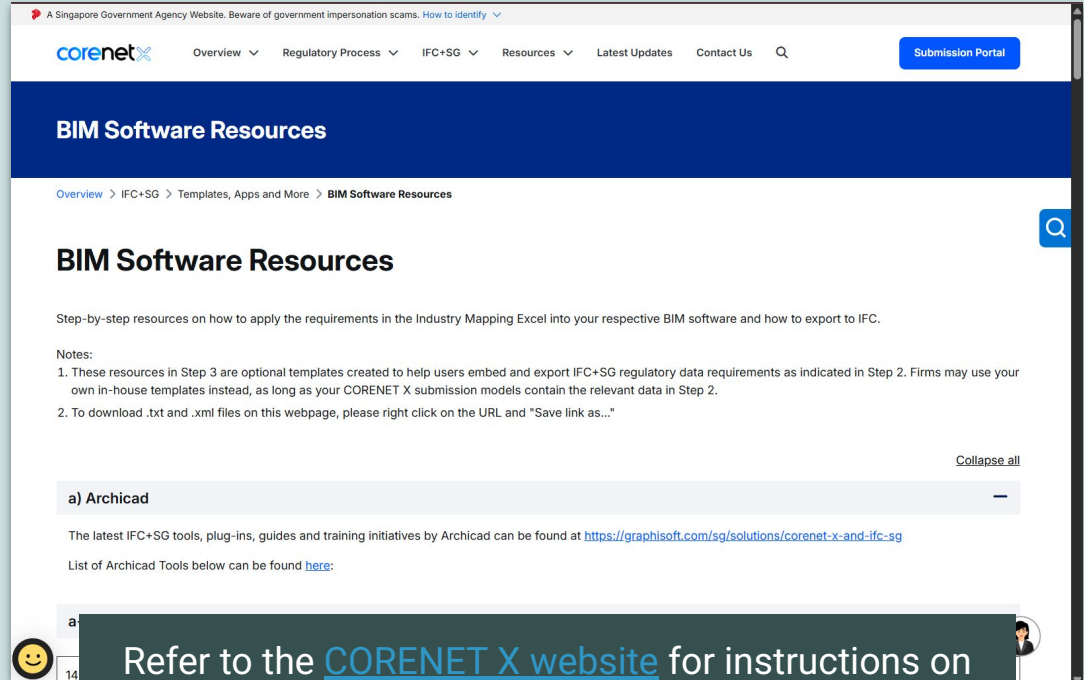 A Singapore Government Agency Website. Beware of government impersonation scams. How to identify
corenetX
Overview
Regulatory Process
IFC+SG
Resources
Latest Updates
Contact Us
Submission Portal
BIM Software Resources
Overview > IFC+SG > Templates, Apps and More > BIM Software Resources
BIM Software Resources
Step-by-step resources on how to apply the requirements in the Industry Mapping Excel into your respective BIM software and how to export to IFC.
Notes:
1. These resources in Step 3 are optional templates created to help users embed and export IFC+SG regulatory data requirements as indicated in Step 2. Firms may use your
own in-house templates instead, as long as your CORENET X submission models contain the relevant data in Step 2.
2. To download .txt and .xml files on this webpage, please right click on the URL and "Save link as..."
Collapse all
a) Archicad
The latest IFC+SG tools, plug-ins, guides and training initiatives by Archicad can be found at https://graphisoft.com/sg/solutions/corenet-x-and-ifc-sg
List of Archicad Tools below can be found here:
a-
14
Refer to the CORENET X website for instructions on